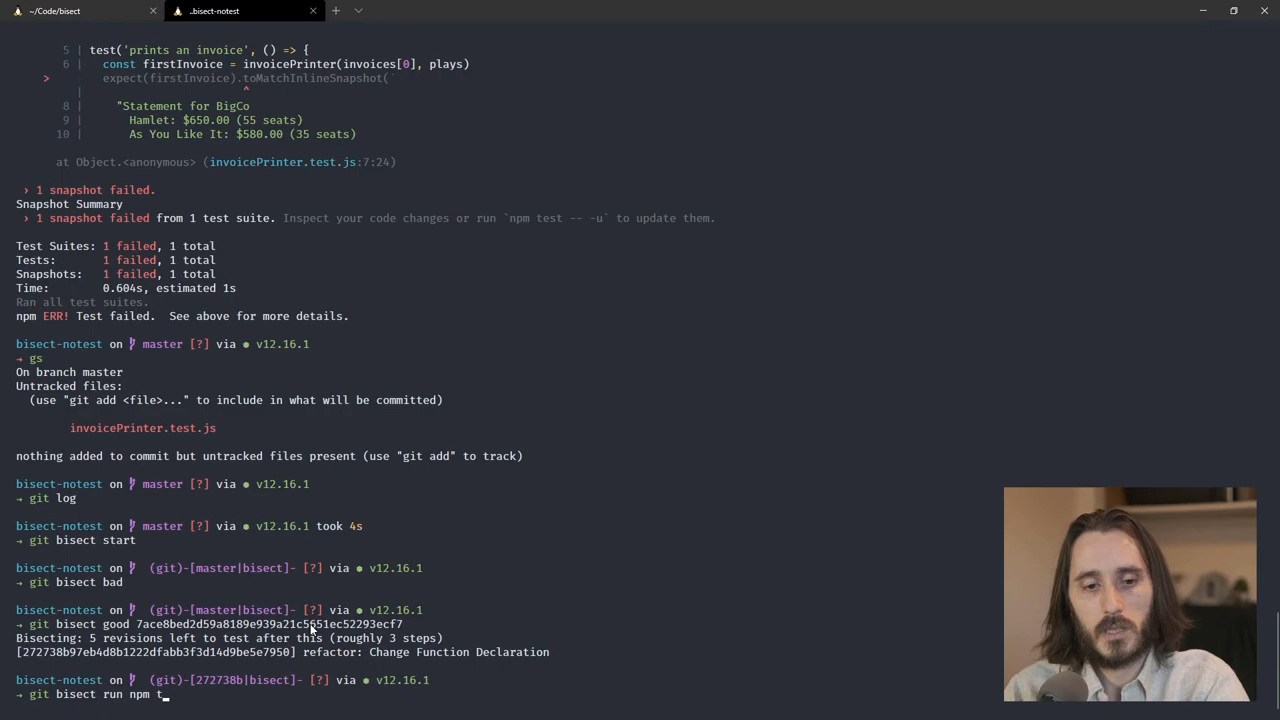 ~/Code/bisect
..bisect-notest
5 | test('prints an invoice', () => {
6 | const firstInvoice = invoicePrinter(invoices[0], plays)
> | expect(firstInvoice).toMatchInlineSnapshot(`
| ^
8 | "Statement for BigCo
9 | Hamlet: $650.00 (55 seats)
10 | As You Like It: $580.00 (35 seats)
at Object.<anonymous> (invoicePrinter.test.js:7:24)
› 1 snapshot failed.
Snapshot Summary
› 1 snapshot failed from 1 test suite. Inspect your code changes or run `npm test -- -u` to update them.
Test Suites: 1 failed, 1 total
Tests: 1 failed, 1 total
Snapshots: 1 failed, 1 total
Time: 0.604s, estimated 1s
Ran all test suites.
npm ERR! Test failed. See above for more details.
bisect-notest on master [?] via ● v12.16.1
→ gs
On branch master
Untracked files:
(use "git add <file>..." to include in what will be committed)
invoicePrinter.test.js
nothing added to commit but untracked files present (use "git add" to track)
bisect-notest on master [?] via ● v12.16.1
→ git log
bisect-notest on master [?] via ● v12.16.1 took 4s
→ git bisect start
bisect-notest on (git)-[master|bisect]- [?] via ● v12.16.1
→ git bisect bad
bisect-notest on (git)-[master|bisect]- [?] via ● v12.16.1
→ git bisect good 7ace8bed2d59a8189e939a21c5651ec52293ecf7
Bisecting: 5 revisions left to test after this (roughly 3 steps)
[272738b97eb4d8b1222dfabb3f3d14d9be5e7950] refactor: Change Function Declaration
bisect-notest on (git)-[272738b|bisect]- [?] via ● v12.16.1
→ git bisect run npm t_